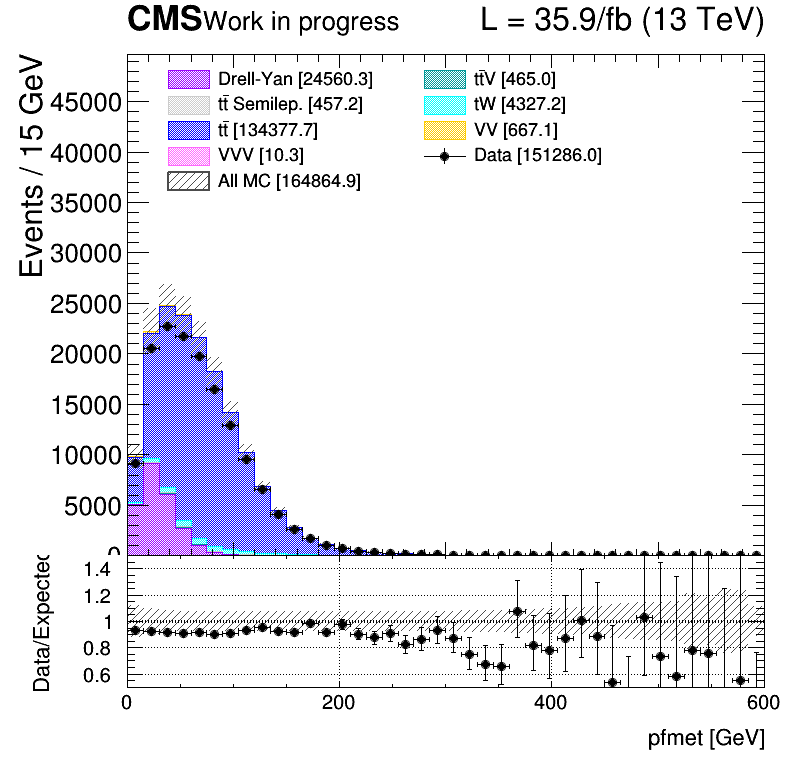 CMS Work in progress L = 35.9/fb (13 TeV)
Drell-Yan [24560.3] tt̄V [465.0]
tt̄ Semilep. [457.2] tW [4327.2]
tt̄ [134377.7] VV [667.1]
VVV [10.3] Data [151286.0]
All MC [164864.9]
Events / 15 GeV
45000
40000
35000
30000
25000
20000
15000
10000
5000
0
Data/Expected
1.4
1.2
1
0.8
0.6
0 200 400 600
pfmet [GeV]